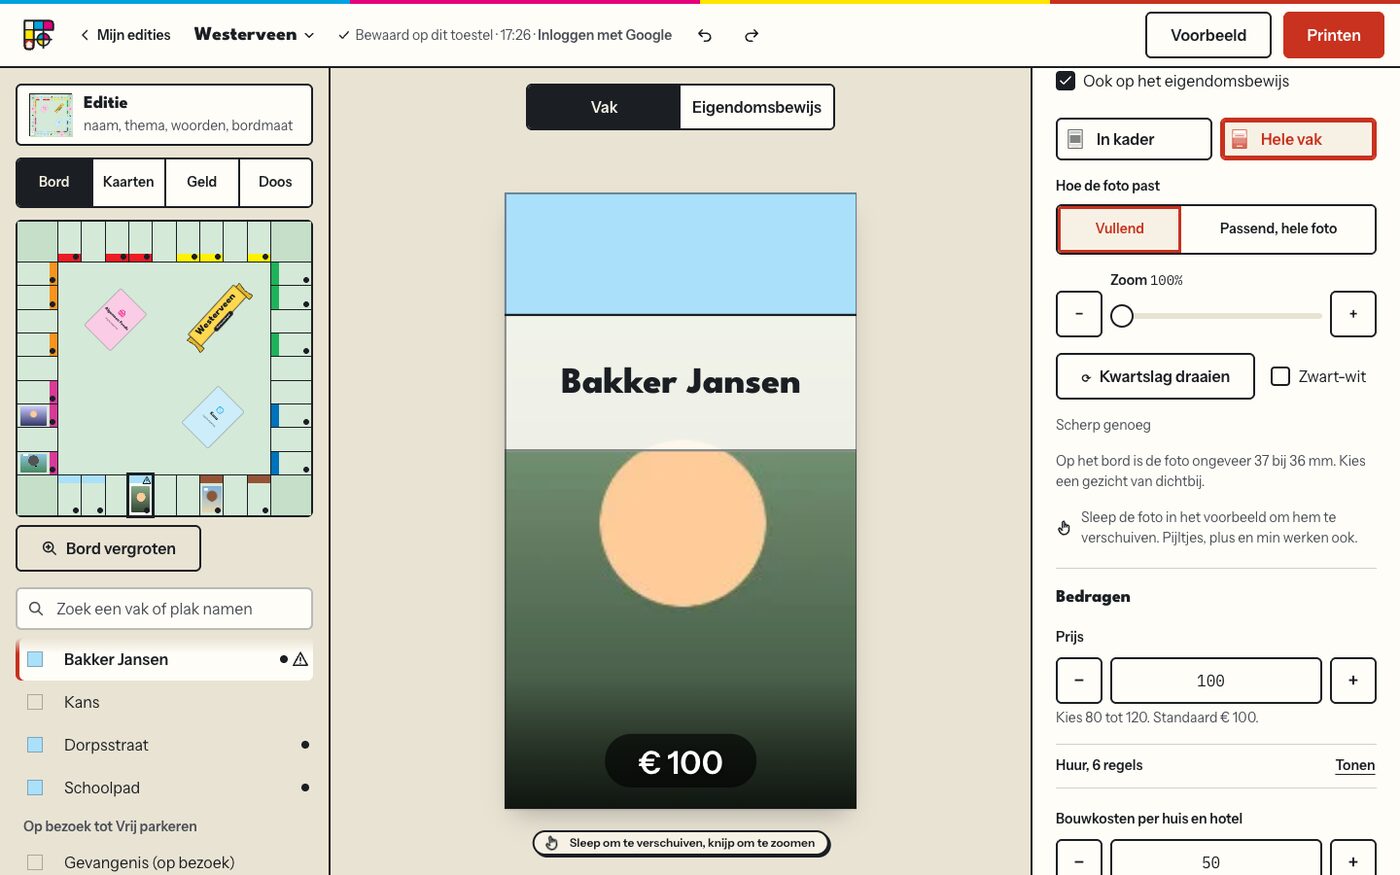 Mijn edities
Westerveen
Bewaard op dit toestel · 17:26 · Inloggen met Google
Voorbeeld
Printen
Editie
naam, thema, woorden, bordmaat
Bord
Kaarten
Geld
Doos
Westerveen
Bord vergroten
Zoek een vak of plak namen
Bakker Jansen
Kans
Dorpsstraat
Schoolpad
Op bezoek tot Vrij parkeren
Gevangenis (op bezoek)
Vak
Eigendomsbewijs
Bakker Jansen
€ 100
Sleep om te verschuiven, knijp om te zoomen
Ook op het eigendomsbewijs
In kader
Hele vak
Hoe de foto past
Vullend
Passend, hele foto
Zoom 100%
−
+
Kwartslag draaien
Zwart-wit
Scherp genoeg
Op het bord is de foto ongeveer 37 bij 36 mm. Kies
een gezicht van dichtbij.
Sleep de foto in het voorbeeld om hem te
verschuiven. Pijltjes, plus en min werken ook.
Bedragen
Prijs
−
100
+
Kies 80 tot 120. Standaard € 100.
Huur, 6 regels
Tonen
Bouwkosten per huis en hotel
−
50
+